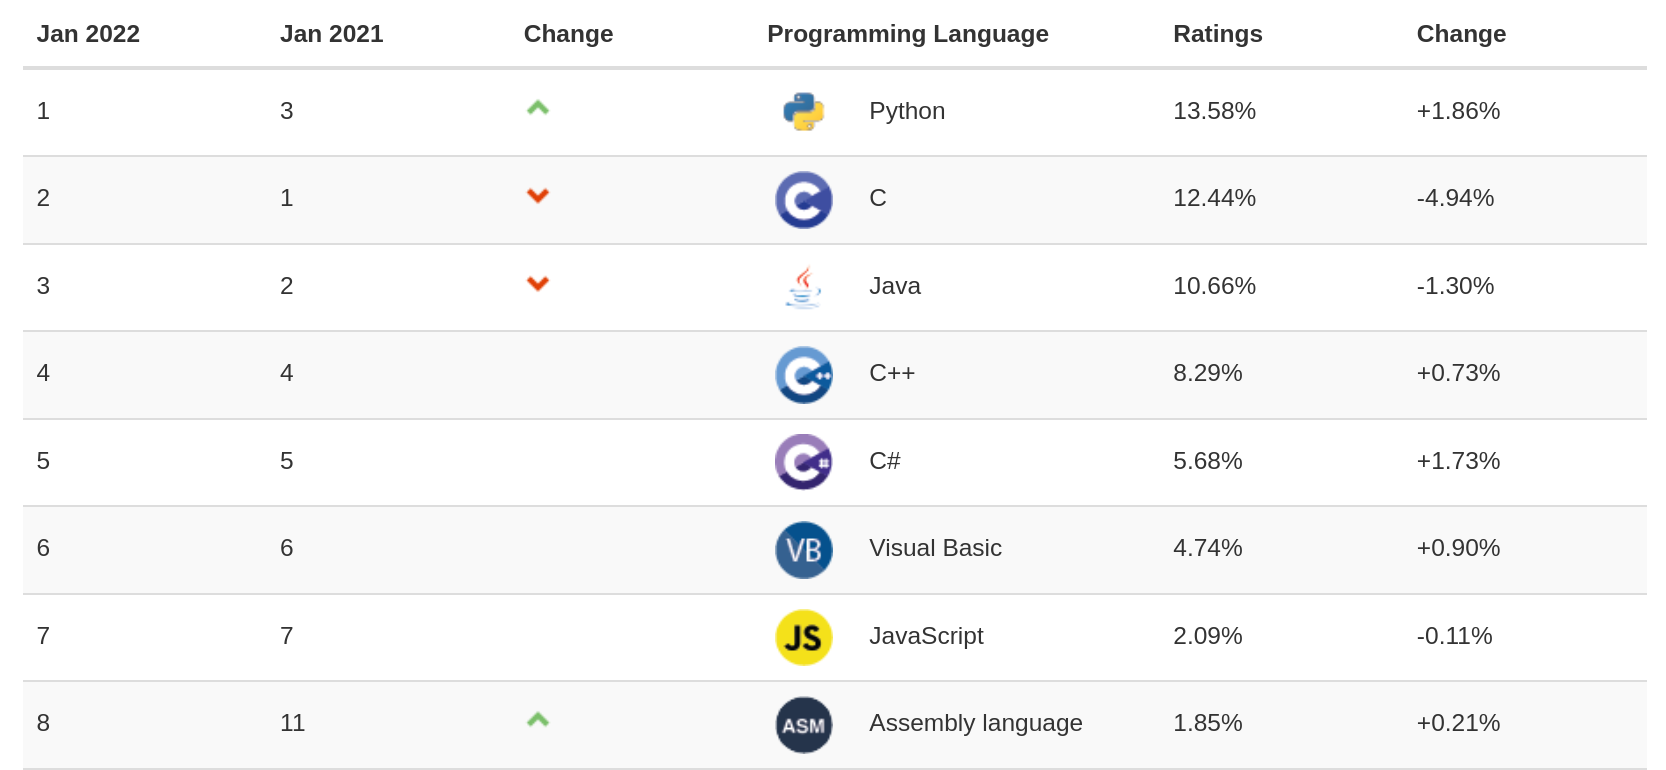 Jan 2022 Jan 2021 Change Programming Language Ratings Change
1 3 Python 13.58% +1.86%
2 1 C 12.44% -4.94%
3 2 Java 10.66% -1.30%
4 4 C++ 8.29% +0.73%
5 5 C# 5.68% +1.73%
6 6 VB Visual Basic 4.74% +0.90%
7 7 JS JavaScript 2.09% -0.11%
8 11 ASM Assembly language 1.85% +0.21%